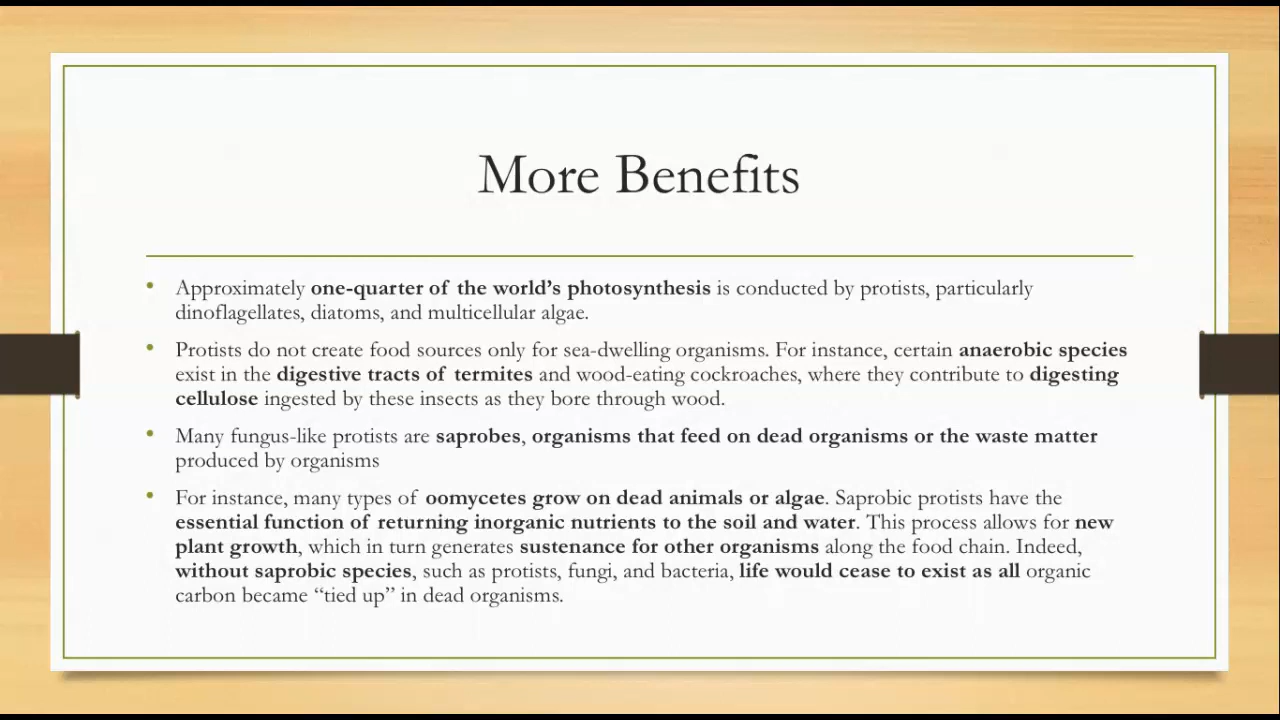 More Benefits
• Approximately one-quarter of the world’s photosynthesis is conducted by protists, particularly
dinoflagellates, diatoms, and multicellular algae.
• Protists do not create food sources only for sea-dwelling organisms. For instance, certain anaerobic species
exist in the digestive tracts of termites and wood-eating cockroaches, where they contribute to digesting
cellulose ingested by these insects as they bore through wood.
• Many fungus-like protists are saprobes, organisms that feed on dead organisms or the waste matter
produced by organisms
• For instance, many types of oomycetes grow on dead animals or algae. Saprobic protists have the
essential function of returning inorganic nutrients to the soil and water. This process allows for new
plant growth, which in turn generates sustenance for other organisms along the food chain. Indeed,
without saprobic species, such as protists, fungi, and bacteria, life would cease to exist as all organic
carbon became “tied up” in dead organisms.